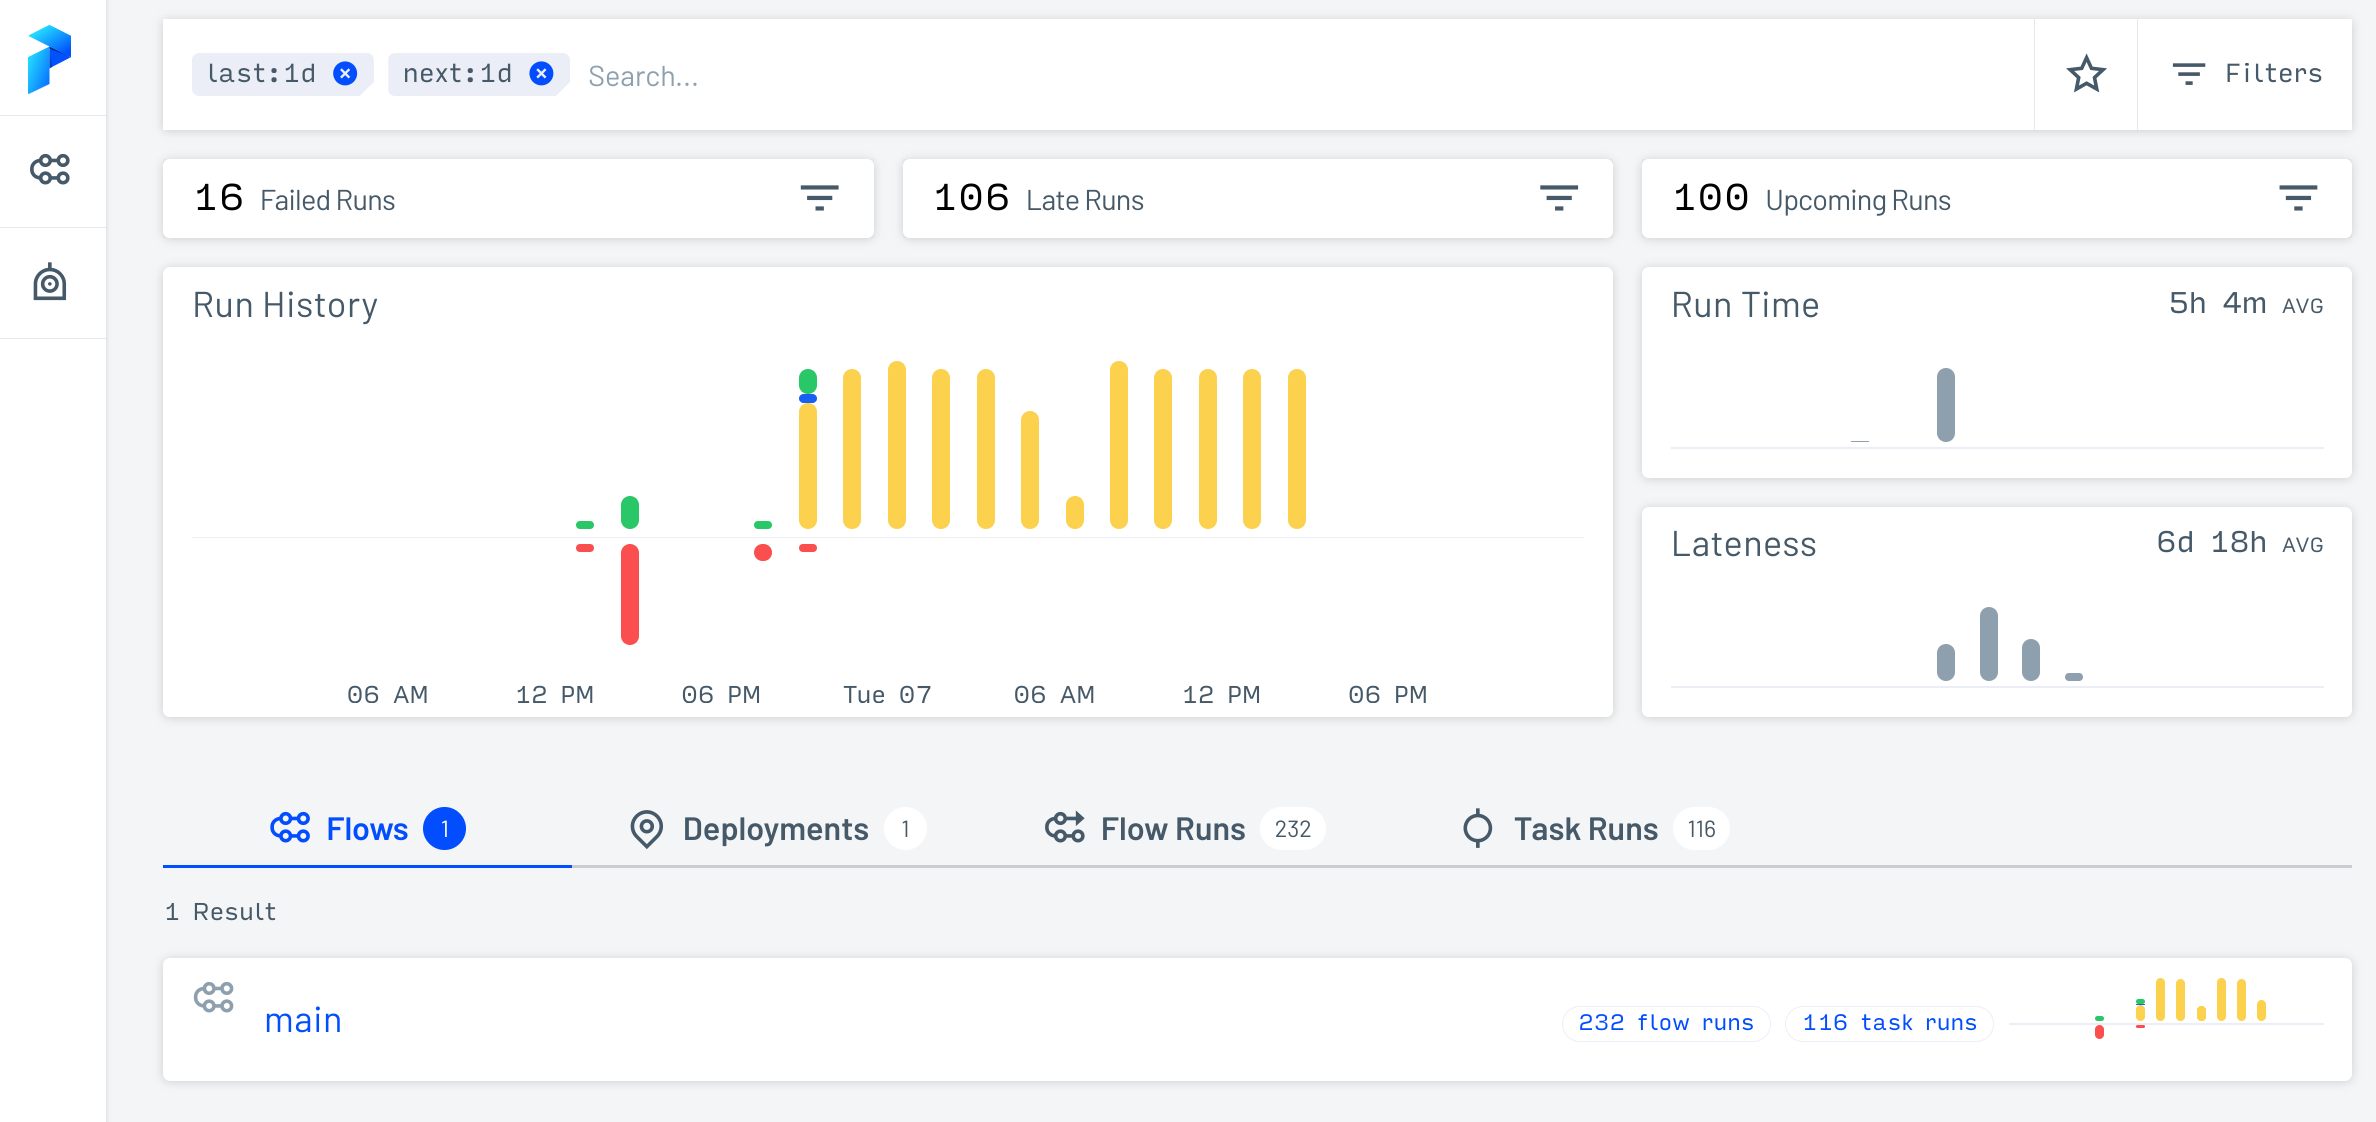 last:1d next:1d Search...
Filters
16 Failed Runs
106 Late Runs
100 Upcoming Runs
Run History
06 AM 12 PM 06 PM Tue 07 06 AM 12 PM 06 PM
Run Time 5h 4m AVG
Lateness 6d 18h AVG
Flows 1 Deployments 1 Flow Runs 232 Task Runs 116
1 Result
main 232 flow runs 116 task runs